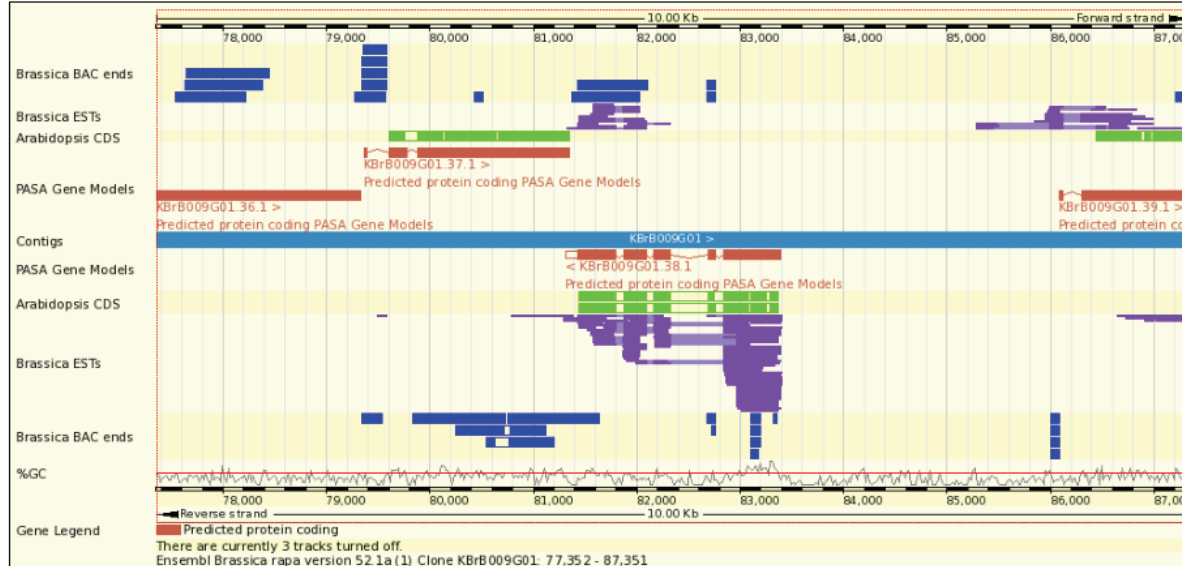 10.00 Kb Forward strand
78,000 79,000 80,000 81,000 82,000 83,000 84,000 85,000 86,000 87,0
Brassica BAC ends
Brassica ESTs
Arabidopsis CDS
KBrB009G01.37.1 >
Predicted protein coding PASA Gene Models
PASA Gene Models
KBrB009G01.36.1 > KBrB009G01.39.1 >
Predicted protein coding PASA Gene Models Predicted protein co
Contigs KBrB009G01 >
PASA Gene Models
< KBrB009G01.38.1
Predicted protein coding PASA Gene Models
Arabidopsis CDS
Brassica ESTs
Brassica BAC ends
%GC
78,000 79,000 80,000 81,000 82,000 83,000 84,000 85,000 86,000 87,0
Reverse strand 10.00 Kb
Gene Legend Predicted protein coding
There are currently 3 tracks turned off.
Ensembl Brassica rapa version 52.1a (1) Clone KBrB009G01: 77,352 - 87,351